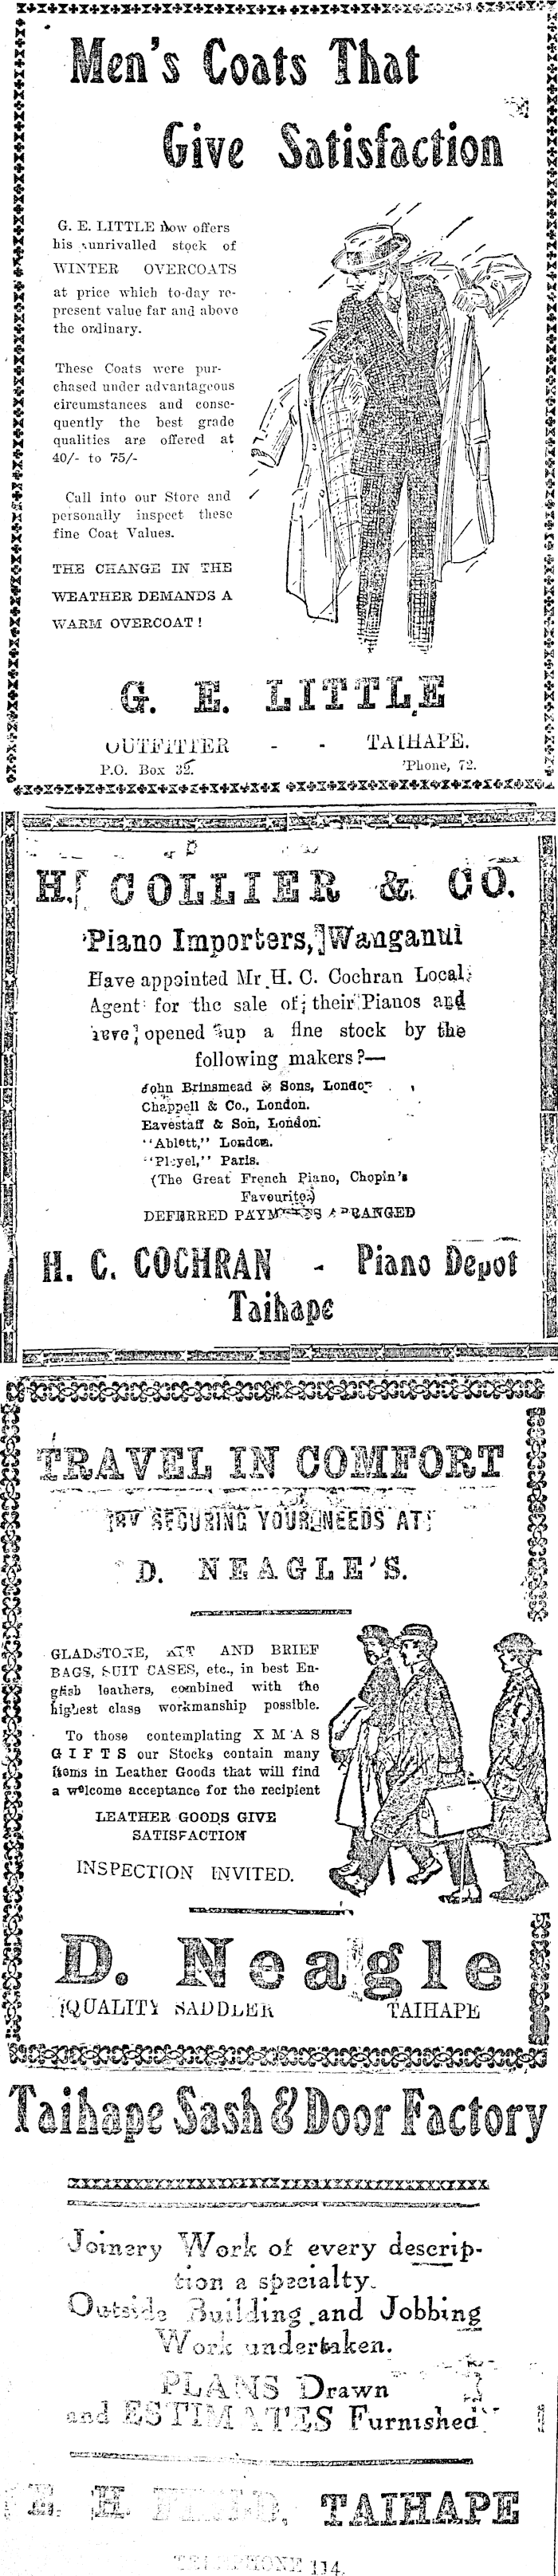 Men's Coats That
Give Satisfaction
G. E. LITTLE now offers
his unrivalled stock of
WINTER OVERCOATS
at price which to-day re-
present value far and above
the ordinary.
These Coats were pur-
chased under advantageous
circumstances and conse-
quently the best grade
qualities are offered at
40/- to 75/-
Call into our Store and
personally inspect these
fine Coat Values.
THE CHANGE IN THE
WEATHER DEMANDS A
WARM OVERCOAT!
G. E. LITTLE
OUTFITTER - - TAIHAPE.
P.O. Box 32. 'Phone, 72.
H. COLLIER & CO.
Piano Importers, Wanganui
Have appointed Mr H. C. Cochran Local
Agent for the sale of their Pianos and
have opened up a fine stock by the
following makers?—
John Brinsmead & Sons, London
Chappell & Co., London.
Eavestaff & Son, London.
"Ablett," London.
"Pleyel," Paris.
(The Great French Piano, Chopin's
Favourite.)
DEFERRED PAYMENTS ARRANGED
H. C. COCHRAN - Piano Depot
Taihape
TRAVEL IN COMFORT
BY SECURING YOUR NEEDS AT
D. NEAGLE'S.
GLADSTONE, KIT AND BRIEF
BAGS, SUIT CASES, etc., in best En-
glish leathers, combined with the
highest class workmanship possible.
To those contemplating XMAS
GIFTS our Stocks contain many
items in Leather Goods that will find
a welcome acceptance for the recipient
LEATHER GOODS GIVE
SATISFACTION
INSPECTION INVITED.
D. Neagle
QUALITY SADDLER TAIHAPE
Taihape Sash & Door Factory
Joinery Work of every descrip-
tion a specialty.
Outside Building and Jobbing
Work undertaken.
PLANS Drawn
and ESTIMATES Furnished
E. H. TAIHAPE
TELEPHONE 114.